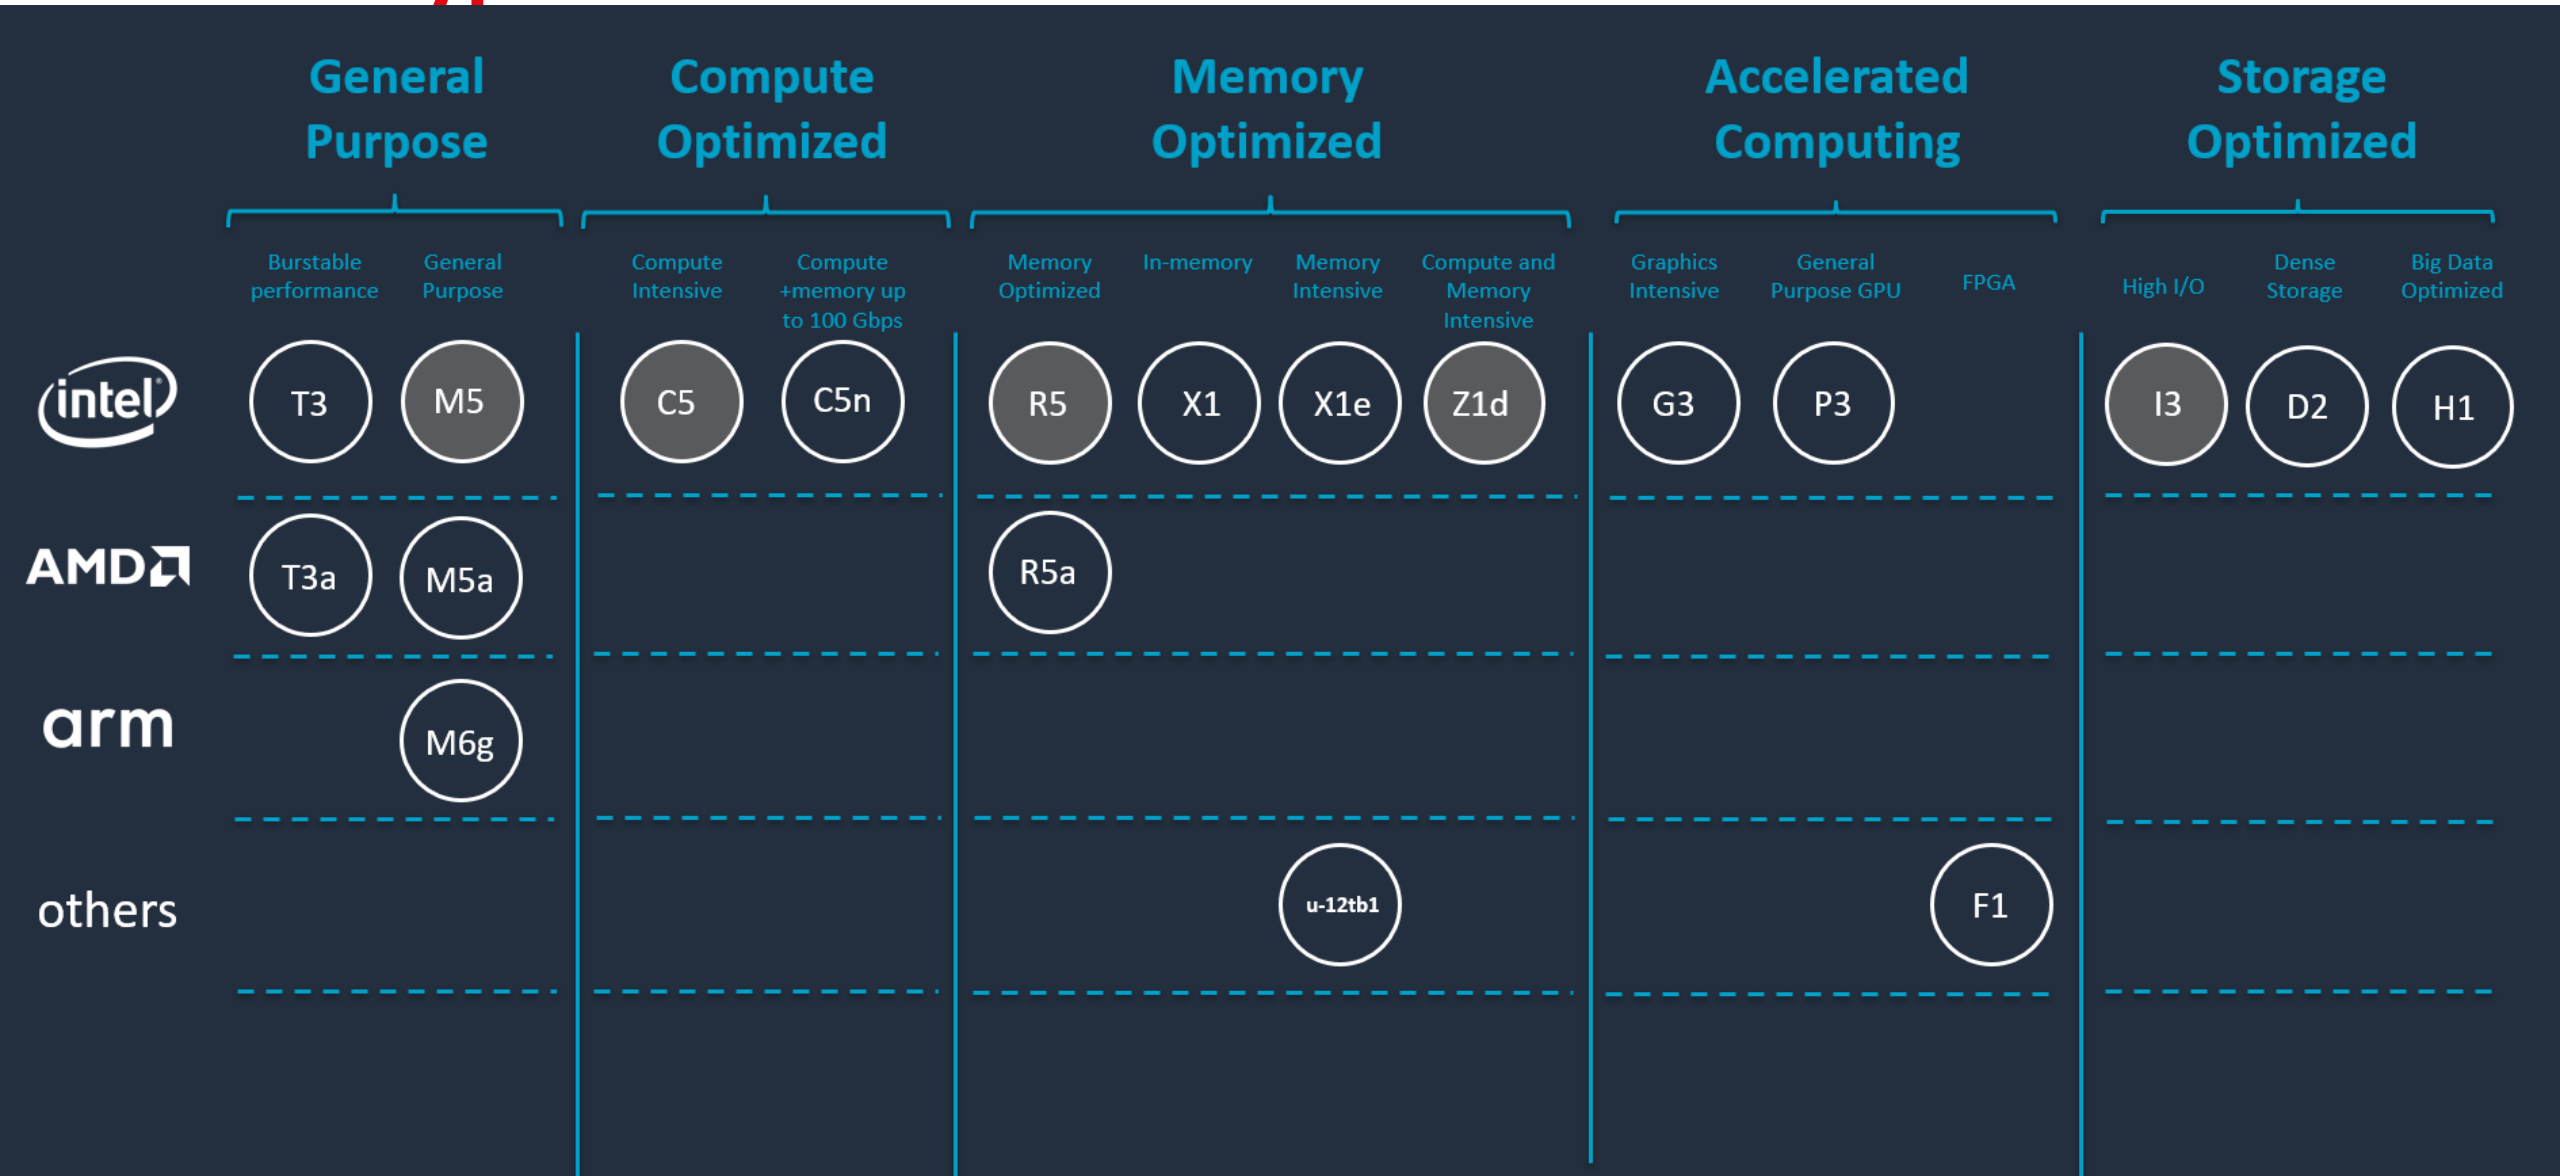 General
Purpose
Compute
Optimized
Memory
Optimized
Accelerated
Computing
Storage
Optimized
Burstable
performance
General
Purpose
Compute
Intensive
Compute
+memory up
to 100 Gbps
Memory
Optimized
In-memory
Memory
Intensive
Compute and
Memory
Intensive
Graphics
Intensive
General
Purpose GPU
FPGA
High I/O
Dense
Storage
Big Data
Optimized
intel
T3
M5
C5
C5n
R5
X1
X1e
Z1d
G3
P3
I3
D2
H1
AMD
T3a
M5a
R5a
arm
M6g
others
u-12tb1
F1